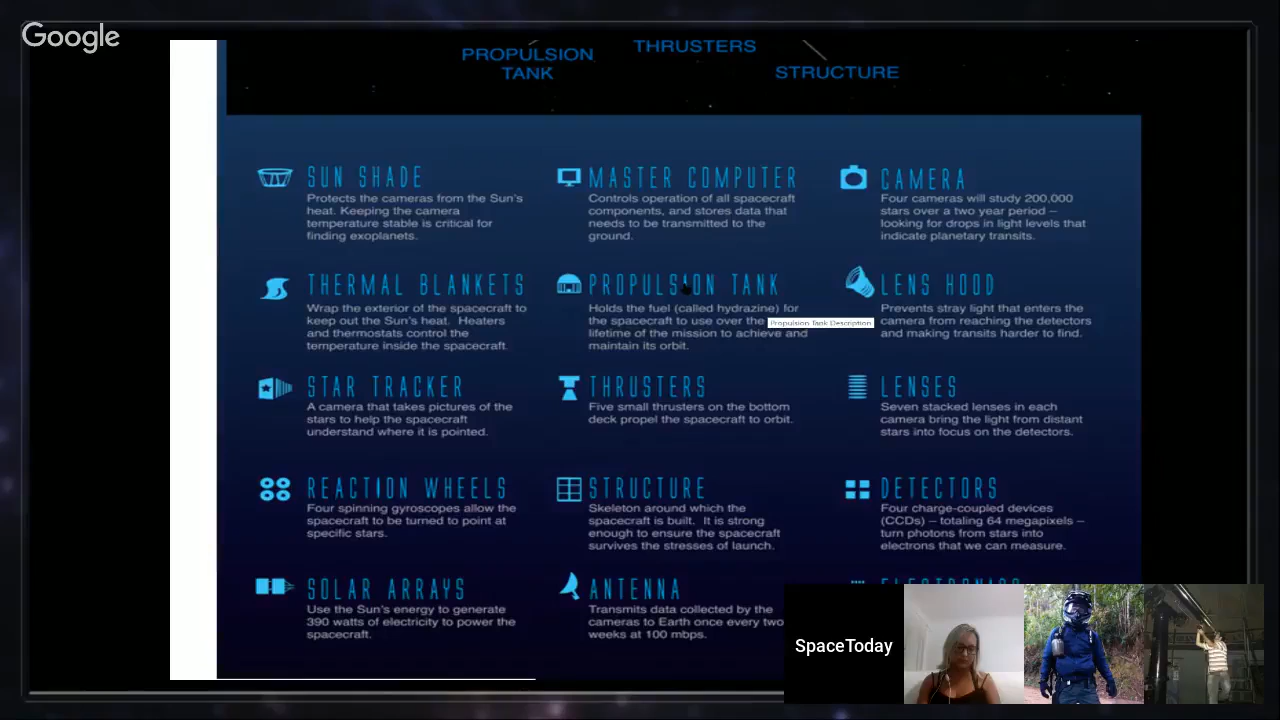 Google
PROPULSION
TANK
THRUSTERS
STRUCTURE
SUN SHADE
Protects the cameras from the Sun's
heat. Keeping the camera
temperature stable is critical for
finding exoplanets.
MASTER COMPUTER
Controls operation of all spacecraft
components, and stores data that
needs to be transmitted to the
ground.
CAMERA
Four cameras will study 200,000
stars over a two year period –
looking for drops in light levels that
indicate planetary transits.
THERMAL BLANKETS
Wrap the exterior of the spacecraft to
keep out the Sun's heat. Heaters
and thermostats control the
temperature inside the spacecraft.
PROPULSION TANK
Holds the fuel (called hydrazine) for
the spacecraft to use over the
lifetime of the mission to achieve and
maintain its orbit.
Propulsion Tank Description
LENS HOOD
Prevents stray light that enters the
camera from reaching the detectors
and making transits harder to find.
STAR TRACKER
A camera that takes pictures of the
stars to help the spacecraft
understand where it is pointed.
THRUSTERS
Five small thrusters on the bottom
deck propel the spacecraft to orbit.
LENSES
Seven stacked lenses in each
camera bring the light from distant
stars into focus on the detectors.
REACTION WHEELS
Four spinning gyroscopes allow the
spacecraft to be turned to point at
specific stars.
STRUCTURE
Skeleton around which the
spacecraft is built. It is strong
enough to ensure the spacecraft
survives the stresses of launch.
DETECTORS
Four charge-coupled devices
(CCDs) – totaling 64 megapixels –
turn photons from stars into
electrons that we can measure.
SOLAR ARRAYS
Use the Sun's energy to generate
390 watts of electricity to power the
spacecraft.
ANTENNA
Transmits data collected by the
cameras to Earth once every two
weeks at 100 mbps.
SpaceToday